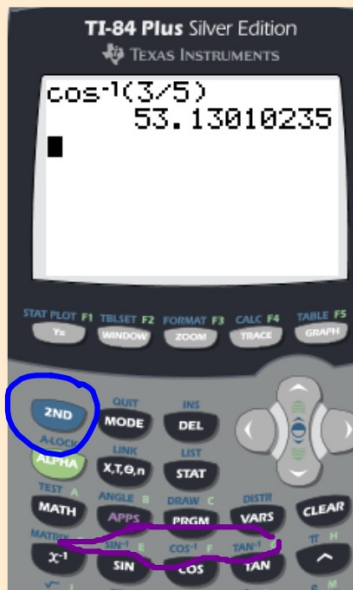 TI-84 Plus Silver Edition
TEXAS INSTRUMENTS
cos⁻¹(3/5)
53.13010235
STAT PLOT F1 TBLSET F2 FORMAT F3 CALC F4 TABLE F5
Y= WINDOW ZOOM TRACE GRAPH
QUIT INS
2ND MODE DEL
A-LOCK LINK LIST
ALPHA X,T,Θ,n STAT
TEST A ANGLE B DRAW C DISTR
MATH APPS PRGM VARS CLEAR
MATRIX SIN⁻¹ E COS⁻¹ F TAN⁻¹ G π H
X⁻¹ SIN COS TAN ^